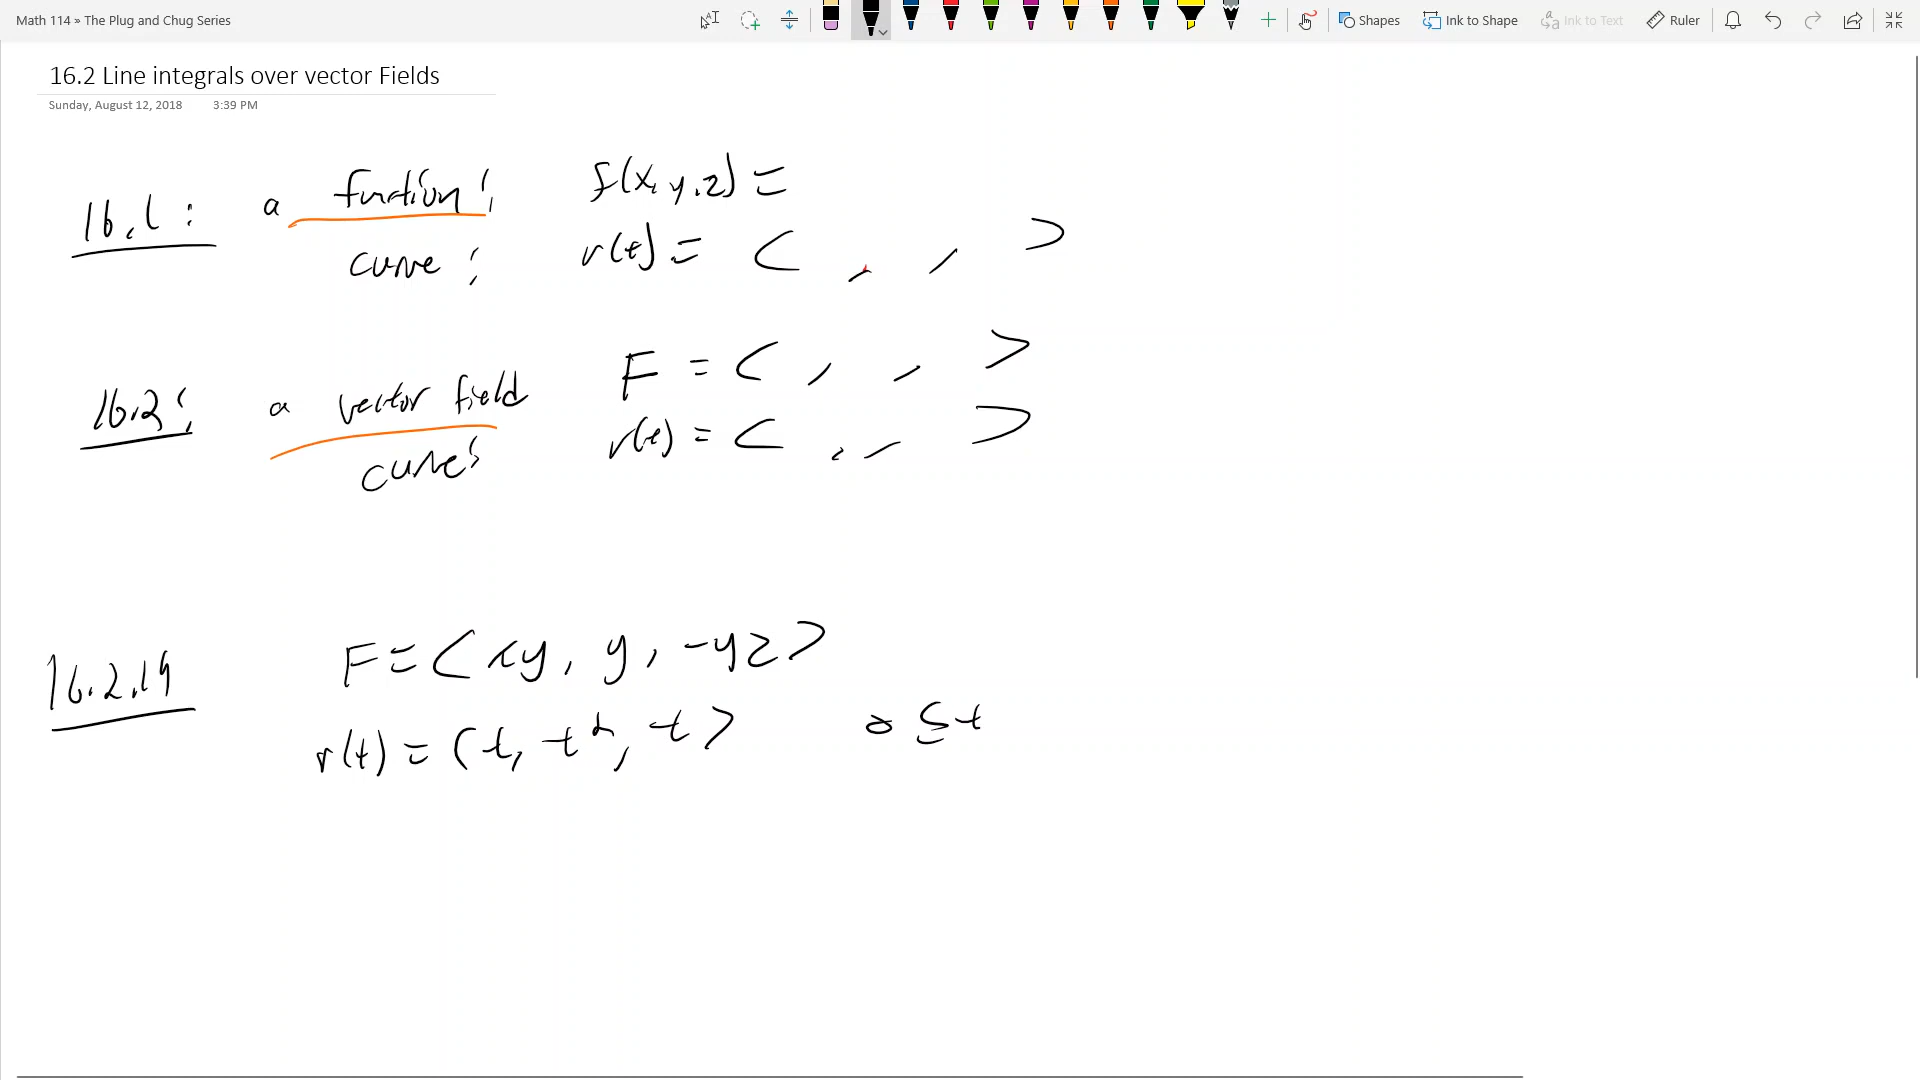 Math 114 » The Plug and Chug Series
Shapes
Ink to Shape
Ink to Text
Ruler
16.2 Line integrals over vector Fields
Sunday, August 12, 2018 3:39 PM
16.1: a function: f(x,y,z) =
curve: r(t) = < , , >
16.2: a vector field F = < , , >
curve: r(t) = < , , >
16.2.19 F = <xy, y, -yz>
r(t) = <t, t², t> 0 ≤ t